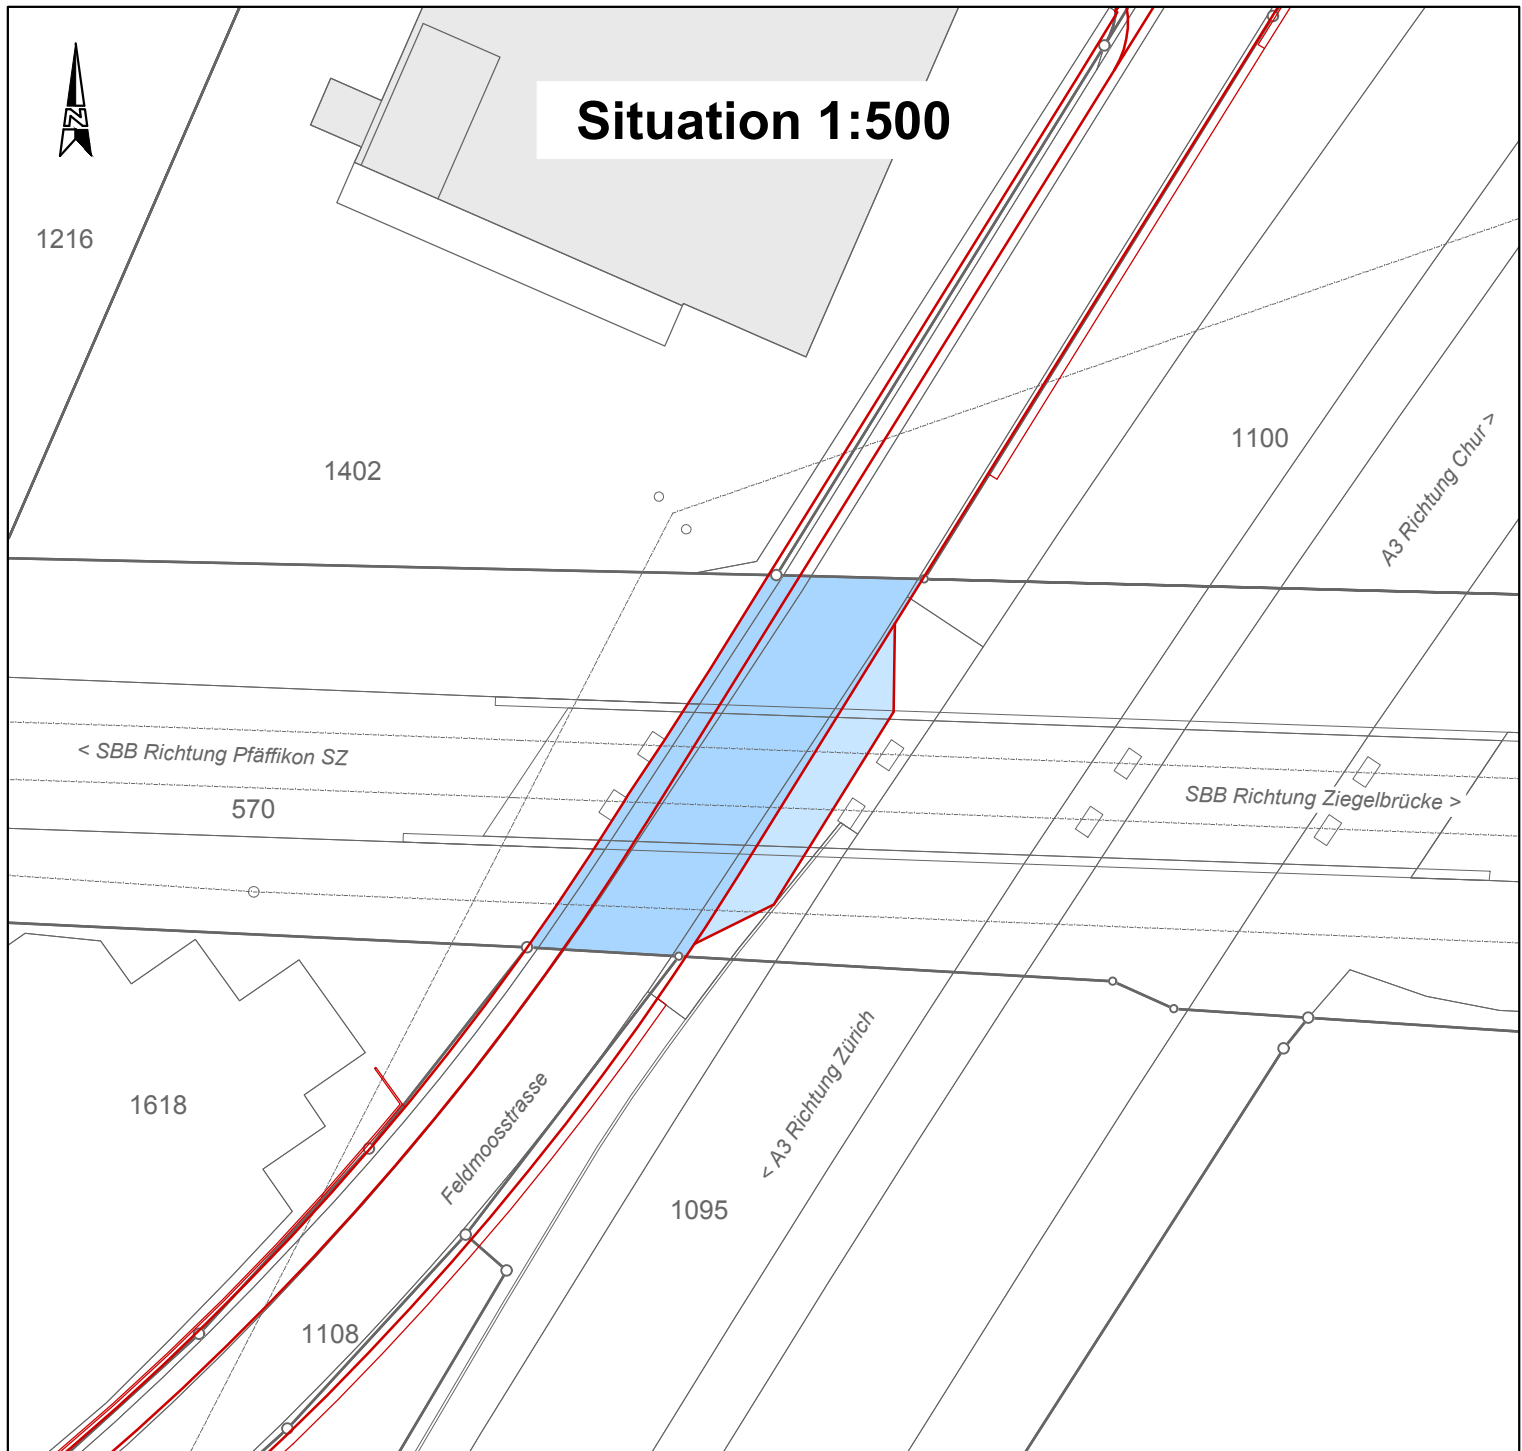 Situation 1:500
N
1216
1402
1100
A3 Richtung Chur >
< SBB Richtung Pfäffikon SZ
570
SBB Richtung Ziegelbrücke >
1618
Feldmoosstrasse
< A3 Richtung Zürich
1095
1108